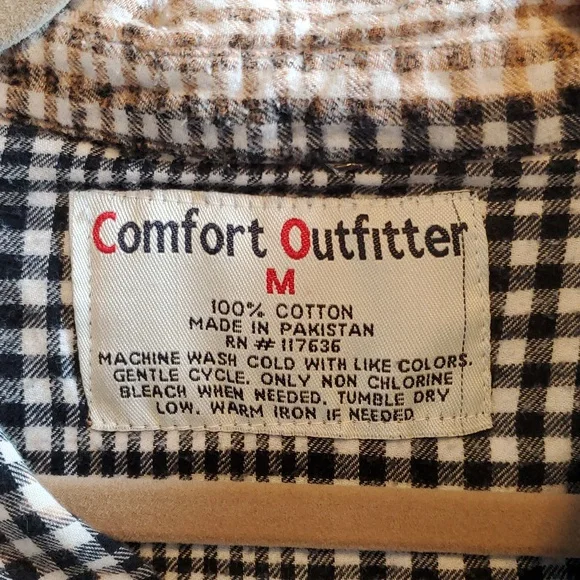 Comfort Outfitter
M
100% COTTON
MADE IN PAKISTAN
RN # 117636
MACHINE WASH COLD WITH LIKE COLORS.
GENTLE CYCLE. ONLY NON CHLORINE
BLEACH WHEN NEEDED. TUMBLE DRY
LOW. WARM IRON IF NEEDED